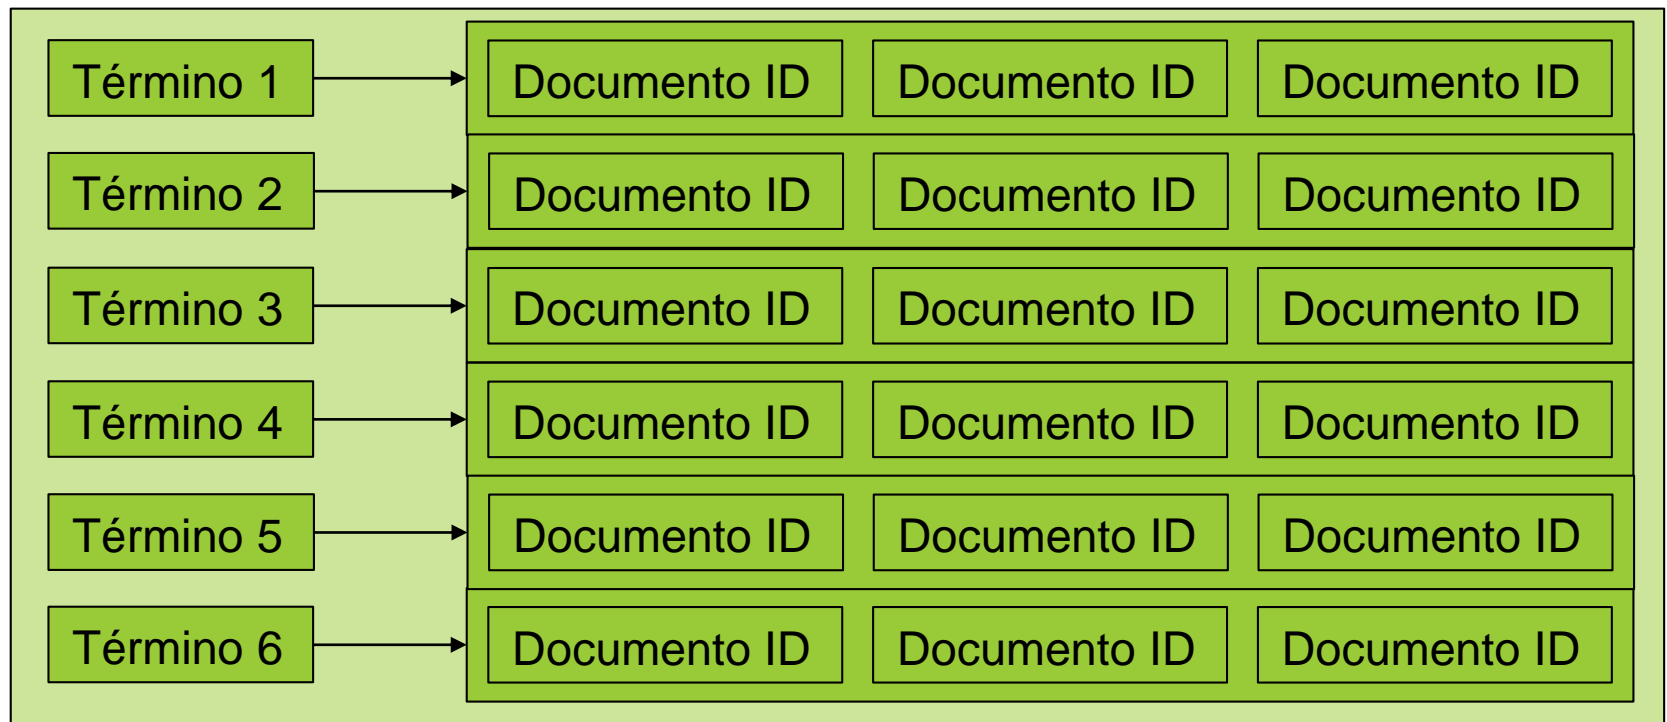 Término 1 Documento ID Documento ID Documento ID
Término 2 Documento ID Documento ID Documento ID
Término 3 Documento ID Documento ID Documento ID
Término 4 Documento ID Documento ID Documento ID
Término 5 Documento ID Documento ID Documento ID
Término 6 Documento ID Documento ID Documento ID